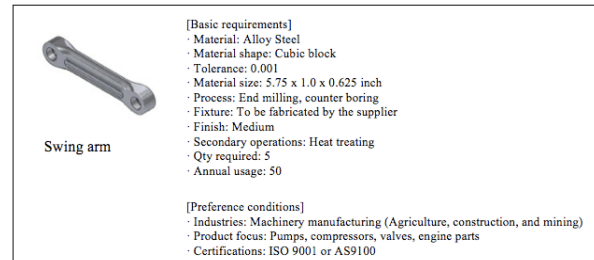 [Basic requirements]
· Material: Alloy Steel
· Material shape: Cubic block
· Tolerance: 0.001
· Material size: 5.75 x 1.0 x 0.625 inch
· Process: End milling, counter boring
· Fixture: To be fabricated by the supplier
· Finish: Medium
· Secondary operations: Heat treating
· Qty required: 5
· Annual usage: 50
Swing arm
[Preference conditions]
· Industries: Machinery manufacturing (Agriculture, construction, and mining)
· Product focus: Pumps, compressors, valves, engine parts
· Certifications: ISO 9001 or AS9100